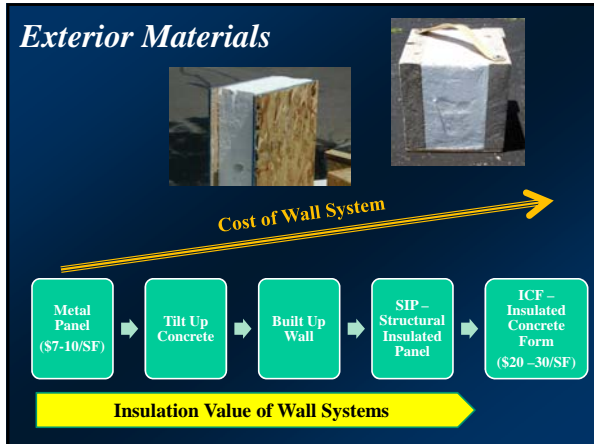 Exterior Materials
Cost of Wall System
Metal
Panel
($7-10/SF)
Tilt Up
Concrete
Built Up
Wall
SIP –
Structural
Insulated
Panel
ICF –
Insulated
Concrete
Form
($20 –30/SF)
Insulation Value of Wall Systems